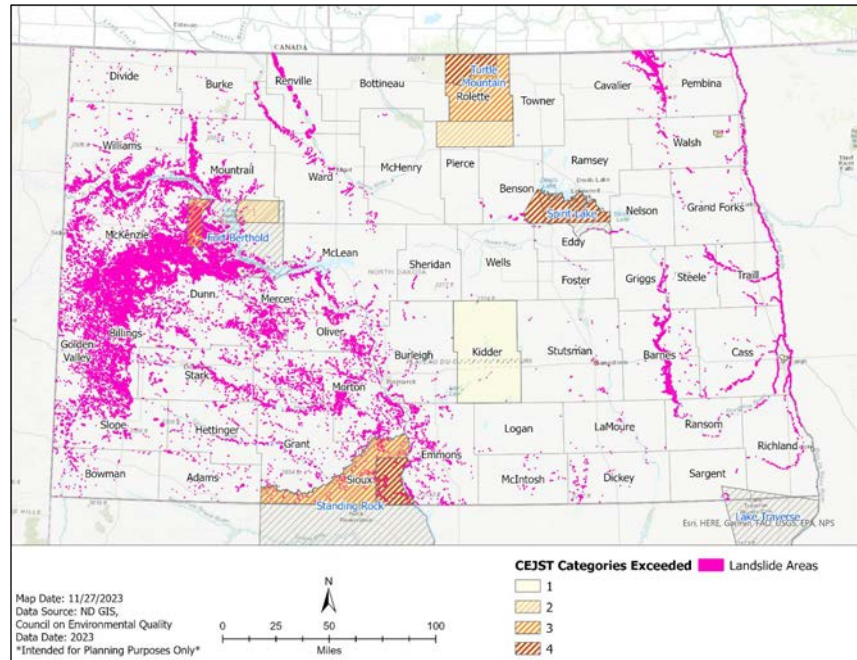 CANADA
Divide
Burke
Renville
Bottineau
Turtle
Mountain
Rolette
Towner
Cavalier
Pembina
Williams
Mountrail
Ward
McHenry
Pierce
Ramsey
Walsh
Benson
Spirit Lake
Nelson
Grand Forks
McKenzie
Fort Berthold
McLean
Sheridan
Wells
Eddy
Foster
Griggs
Steele
Traill
NORTH DAKOTA
Dunn
Mercer
Oliver
Billings
Golden
Valley
Burleigh
Kidder
Stutsman
Barnes
Cass
Stark
Morton
Slope
Hettinger
Grant
Emmons
Logan
LaMoure
Ransom
Richland
Bowman
Adams
Sioux
McIntosh
Dickey
Sargent
Standing Rock
Lake Traverse
Esri, HERE, Garmin, FAO, USGS, EPA, NPS
CEJST Categories Exceeded
Landslide Areas
1
2
3
4
Map Date: 11/27/2023
Data Source: ND GIS,
Council on Environmental Quality
Data Date: 2023
*Intended for Planning Purposes Only*
N
0 50 100
Miles